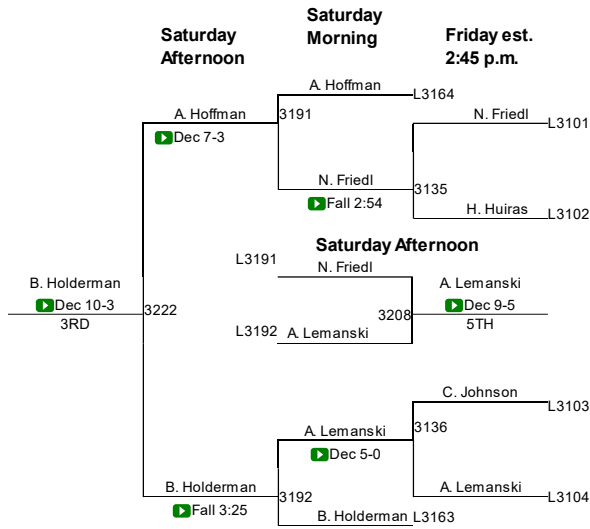 Saturday
Afternoon
Saturday
Morning
Friday est.
2:45 p.m.
A. Hoffman
L3164
A. Hoffman
3191
N. Friedl
L3101
Dec 7-3
N. Friedl
3135
Fall 2:54
H. Huiras
L3102
Saturday Afternoon
L3191
N. Friedl
B. Holderman
A. Lemanski
Dec 10-3
3222
3208
Dec 9-5
3RD
5TH
L3192
A. Lemanski
C. Johnson
L3103
A. Lemanski
3136
Dec 5-0
B. Holderman
3192
A. Lemanski
L3104
Fall 3:25
B. Holderman
L3163